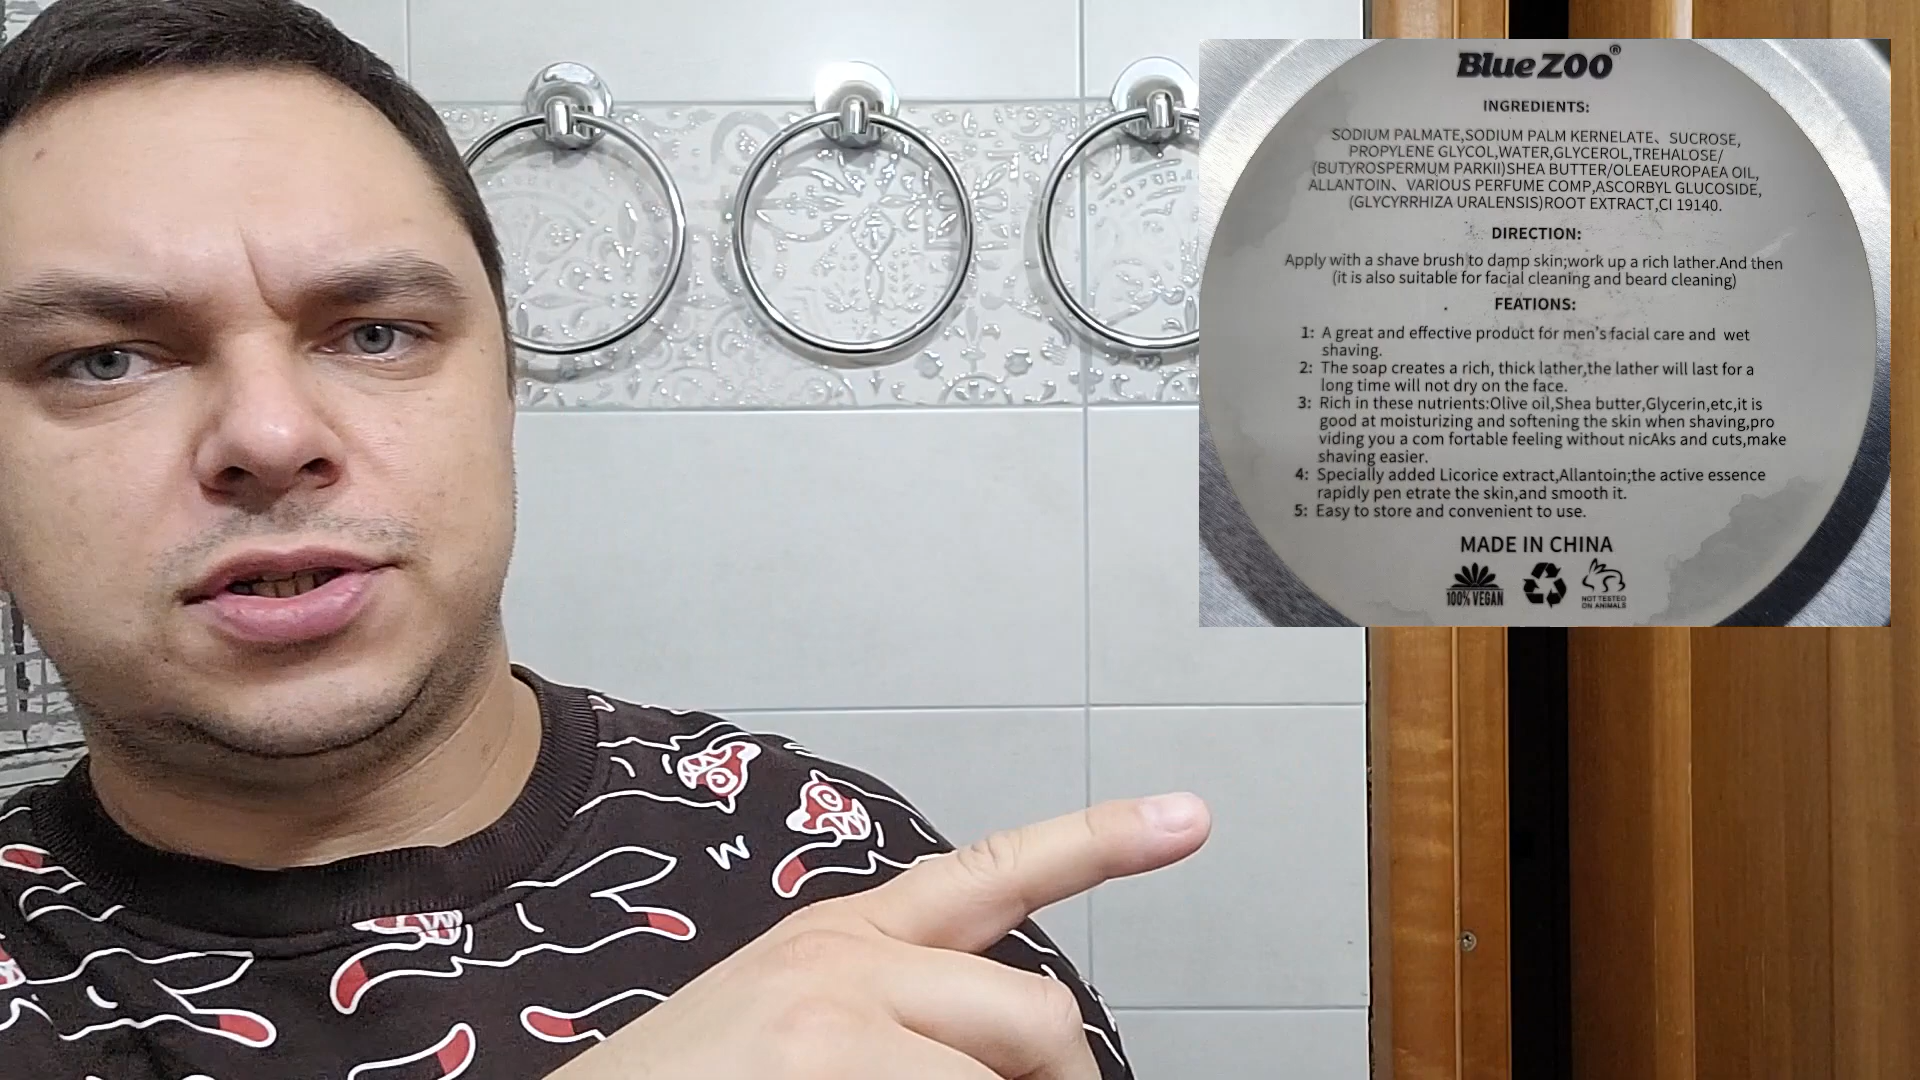 BlueZOO®
INGREDIENTS:
SODIUM PALMATE,SODIUM PALM KERNELATE、SUCROSE,
PROPYLENE GLYCOL,WATER,GLYCEROL,TREHALOSE/
(BUTYROSPERMUM PARKII)SHEA BUTTER/OLEAEUROPAEA OIL,
ALLANTOIN、VARIOUS PERFUME COMP,ASCORBYL GLUCOSIDE,
(GLYCYRRHIZA URALENSIS)ROOT EXTRACT,CI 19140.
DIRECTION:
Apply with a shave brush to damp skin;work up a rich lather.And then
(it is also suitable for facial cleaning and beard cleaning)
FEATIONS:
1: A great and effective product for men's facial care and wet
shaving.
2: The soap creates a rich, thick lather,the lather will last for a
long time will not dry on the face.
3: Rich in these nutrients:Olive oil,Shea butter,Glycerin,etc,it is
good at moisturizing and softening the skin when shaving,pro
viding you a com fortable feeling without nicAks and cuts,make
shaving easier.
4: Specially added Licorice extract,Allantoin;the active essence
rapidly pen etrate the skin,and smooth it.
5: Easy to store and convenient to use.
MADE IN CHINA
100% VEGAN
NOT TESTED
ON ANIMALS